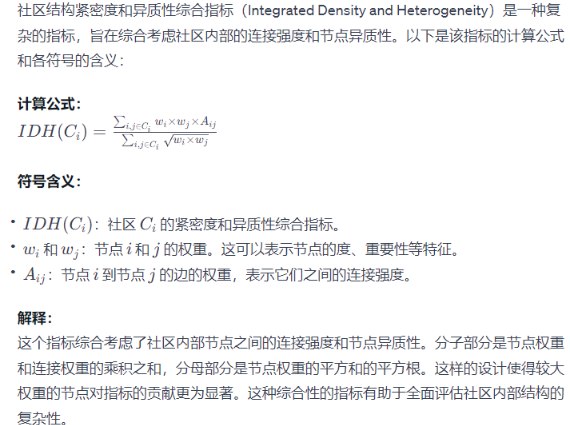 社区结构紧密度和异质性综合指标（Integrated Density and Heterogeneity）是一种复
杂的指标，旨在综合考虑社区内部的连接强度和节点异质性。以下是该指标的计算公式
和各符号的含义：
计算公式：
IDH(C_i) = \frac{\sum_{i,j∈C_i} w_i×w_j×A_{ij}}{\sum_{i,j∈C_i} \sqrt{w_i×w_j}}
符号含义：
• IDH(C_i)：社区 C_i 的紧密度和异质性综合指标。
• w_i 和 w_j：节点 i 和 j 的权重。这可以表示节点的度、重要性等特征。
• A_{ij}：节点 i 到节点 j 的边的权重，表示它们之间的连接强度。
解释：
这个指标综合考虑了社区内部节点之间的连接强度和节点异质性。分子部分是节点权重
和连接权重的乘积之和，分母部分是节点权重的平方和的平方根。这样的设计使得较大
权重的节点对指标的贡献更为显著。这种综合性的指标有助于全面评估社区内部结构的
复杂性。